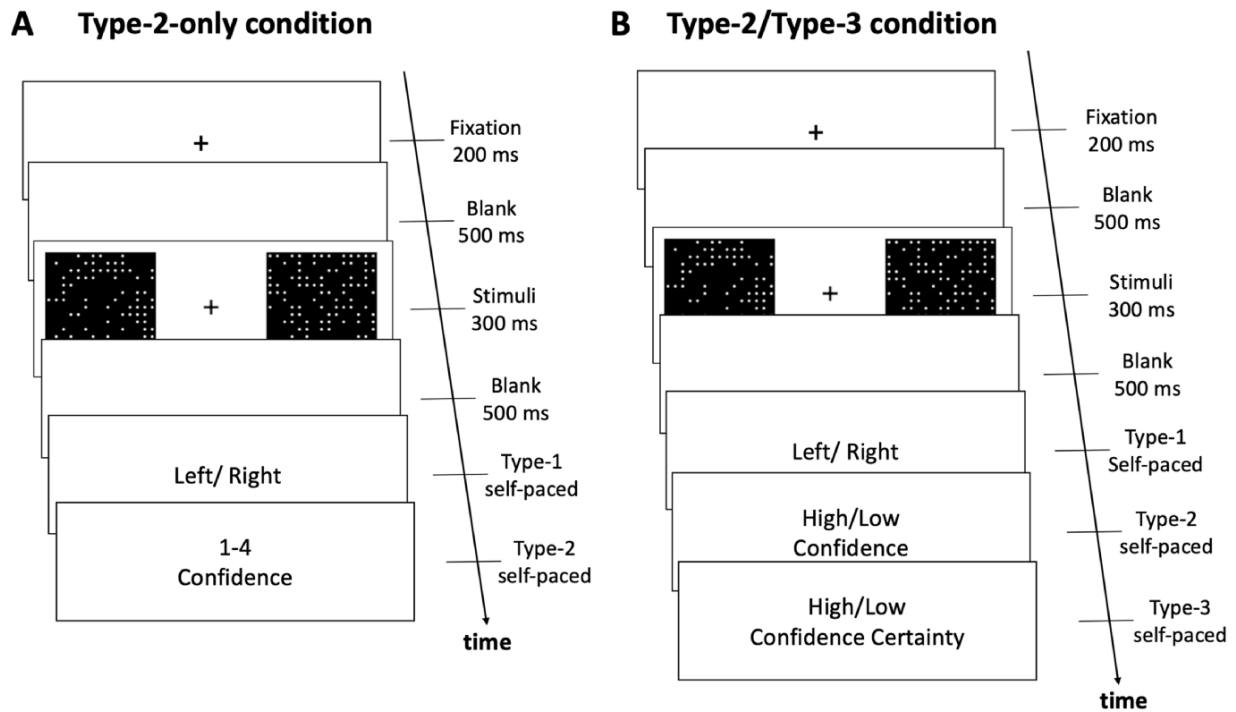 A Type-2-only condition
+
Fixation
200 ms
Blank
500 ms
+
Stimuli
300 ms
Blank
500 ms
Left/ Right
Type-1
self-paced
1-4
Confidence
Type-2
self-paced
time
B Type-2/Type-3 condition
+
Fixation
200 ms
Blank
500 ms
+
Stimuli
300 ms
Blank
500 ms
Left/ Right
Type-1
Self-paced
High/Low
Confidence
Type-2
self-paced
High/Low
Confidence Certainty
Type-3
self-paced
time